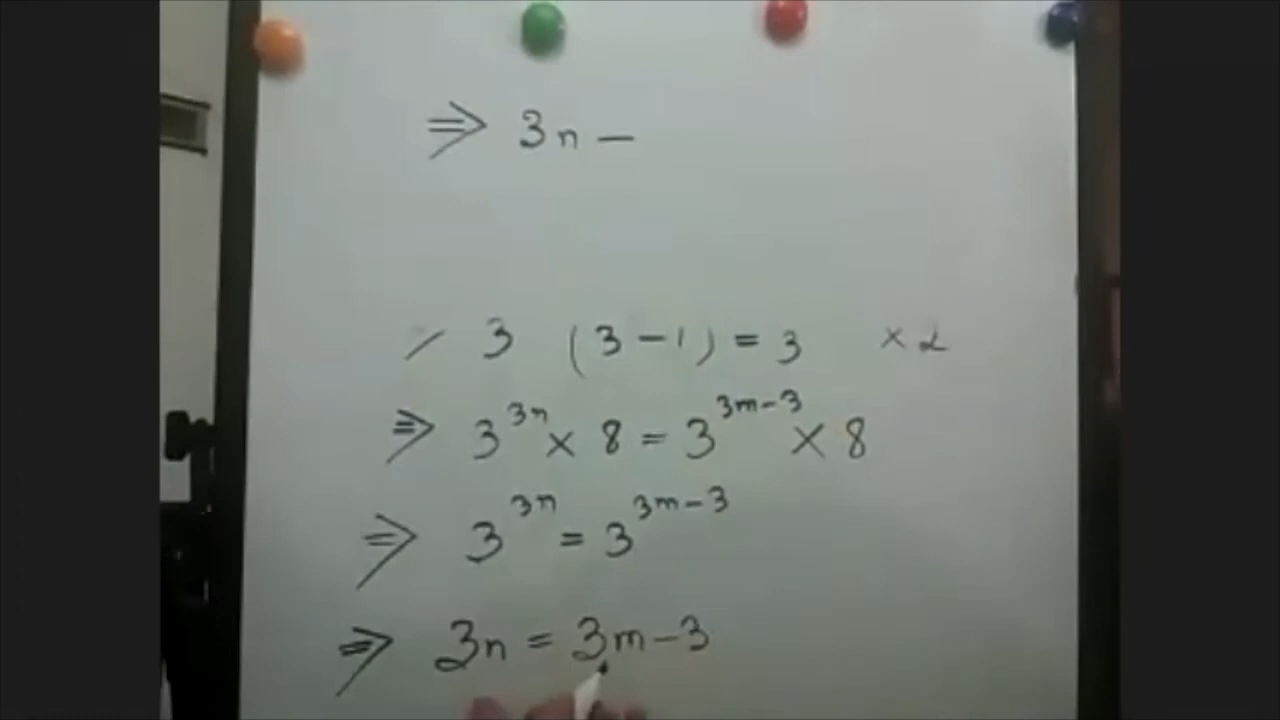 ⇒ 3n −
3 (3 − 1) = 3 × 2
⇒ 3^{3n} × 8 = 3^{3m−3} × 8
⇒ 3^{3n} = 3^{3m−3}
⇒ 3n = 3m − 3